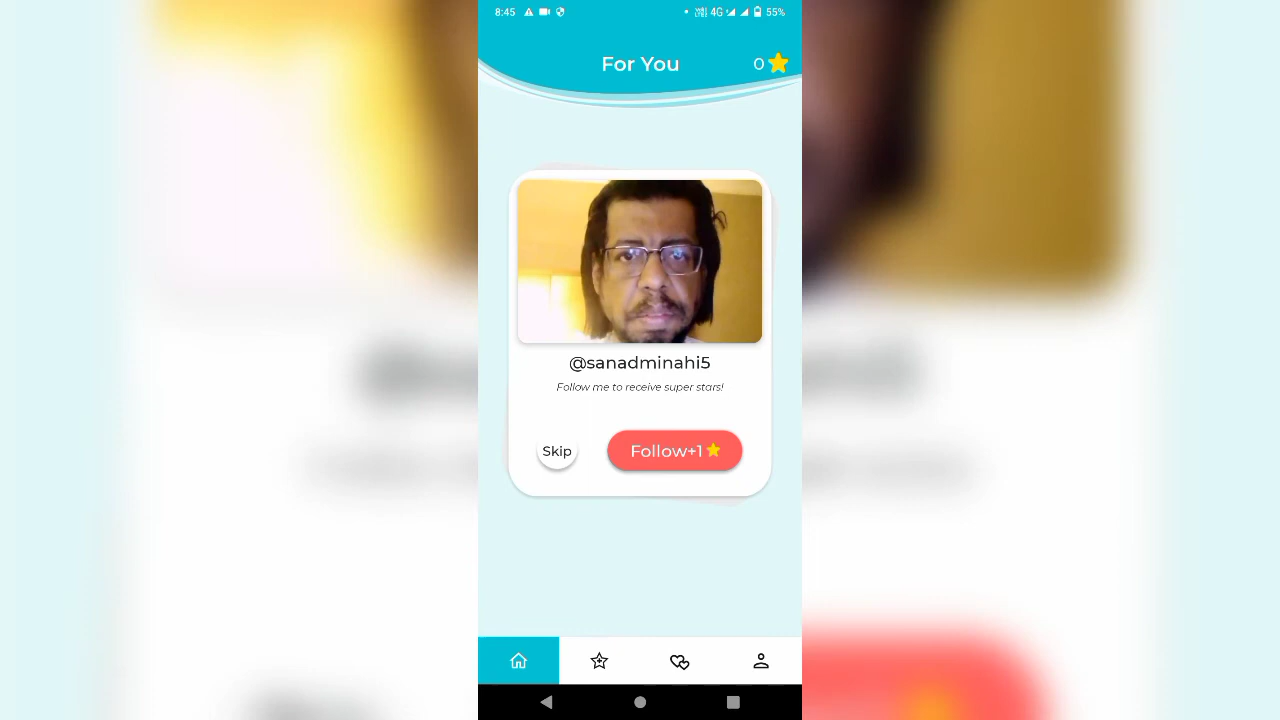 8:45
4G 55%
For You
0
@sanadminahi5
Follow me to receive super stars!
Skip
Follow+1